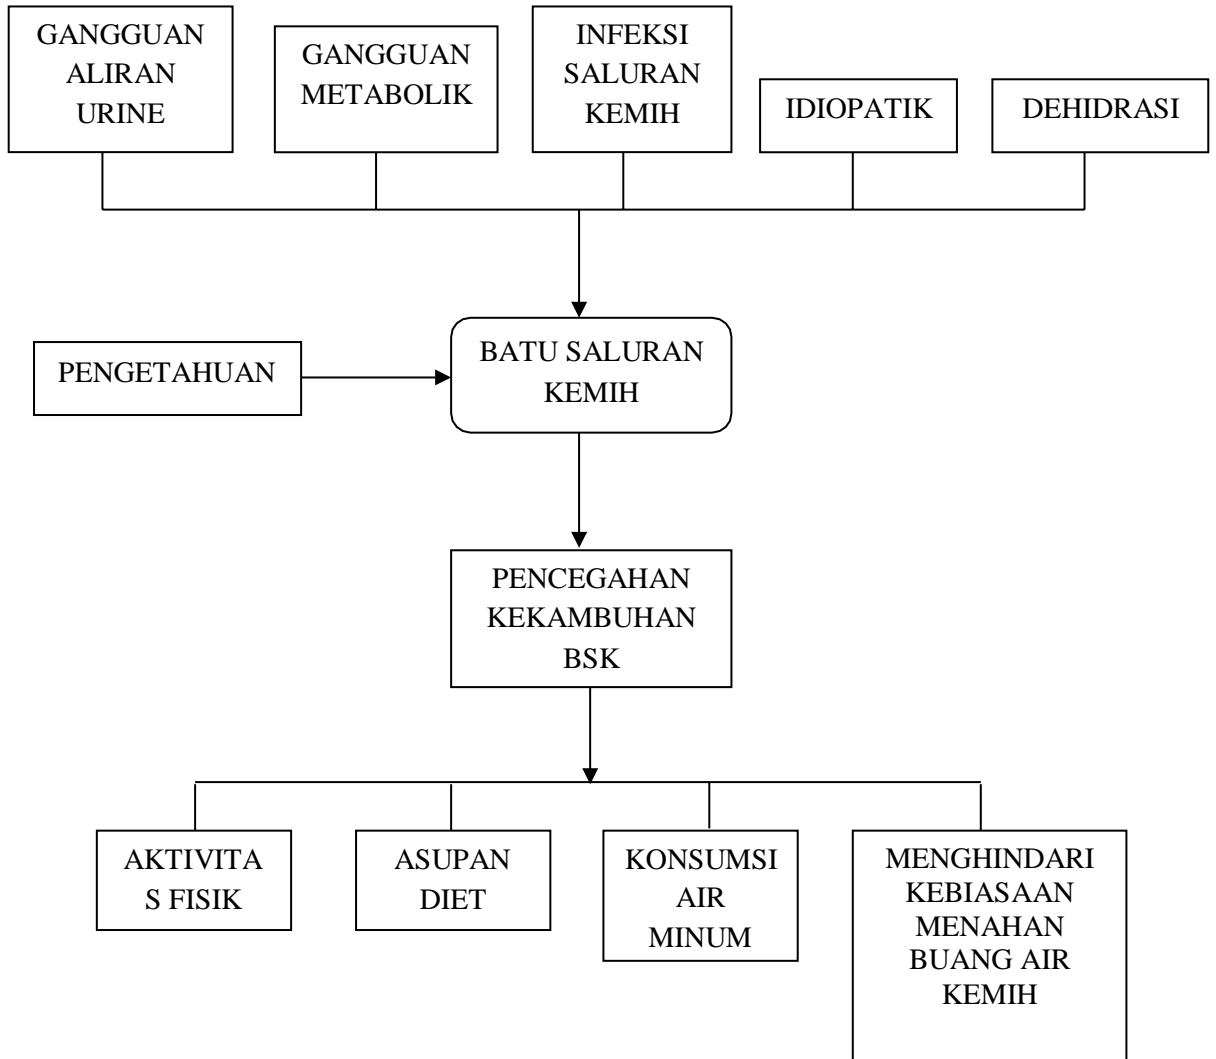 GANGGUAN
ALIRAN
URINE
GANGGUAN
METABOLIK
INFEKSI
SALURAN
KEMIH
IDIOPATIK
DEHIDRASI
PENGETAHUAN
BATU SALURAN
KEMIH
PENCEGAHAN
KEKAMBUHAN
BSK
AKTIVITA
S FISIK
ASUPAN
DIET
KONSUMSI
AIR
MINUM
MENGHINDARI
KEBIASAAN
MENAHAN
BUANG AIR
KEMIH